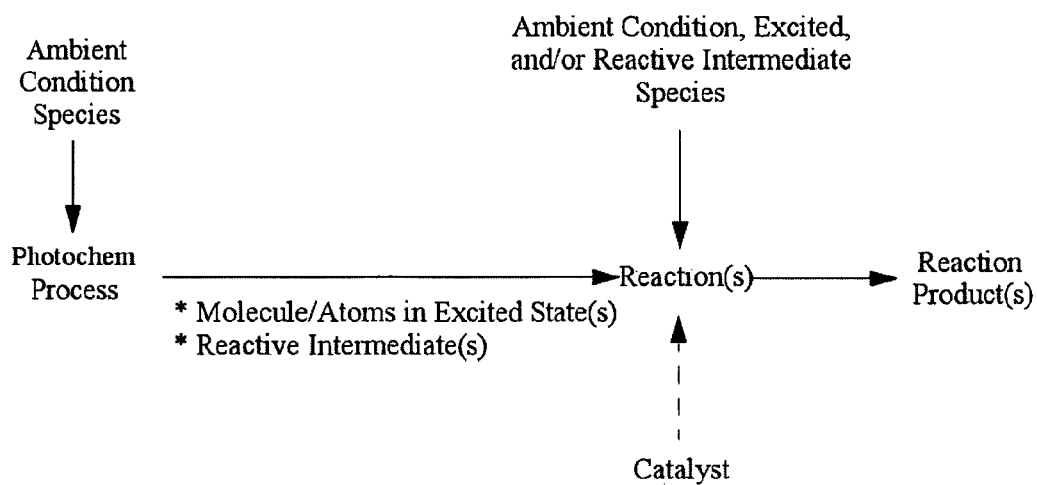 Ambient
Condition
Species
Ambient Condition, Excited,
and/or Reactive Intermediate
Species
Photochem
Process
* Molecule/Atoms in Excited State(s)
* Reactive Intermediate(s)
Reaction(s)
Reaction
Product(s)
Catalyst